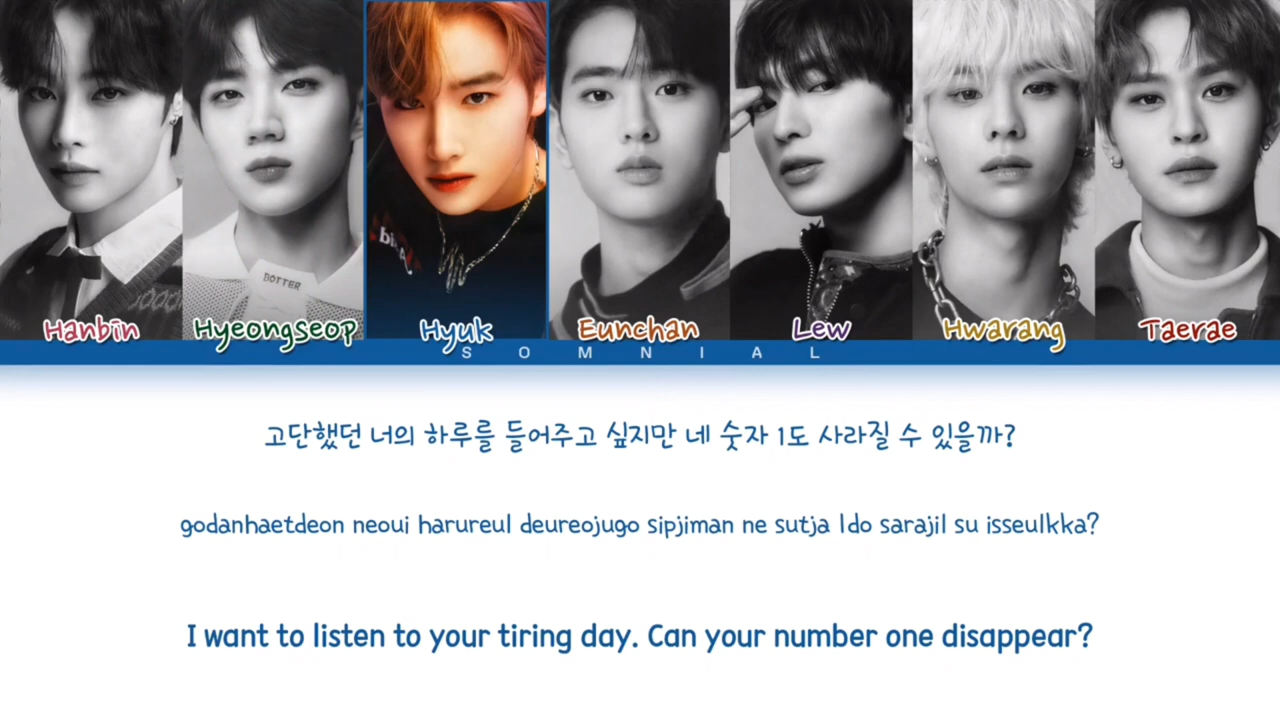 BOTTER
Hanbin Hyeongseop Hyuk Eunchan Lew Hwarang Taerae
SOMNIAL
고단했던 너의 하루를 들어주고 싶지만 네 숫자 1도 사라질 수 있을까?
godanhaetdeon neoui harureul deureojugo sipjiman ne sutja 1do sarajil su isseulkka?
I want to listen to your tiring day. Can your number one disappear?